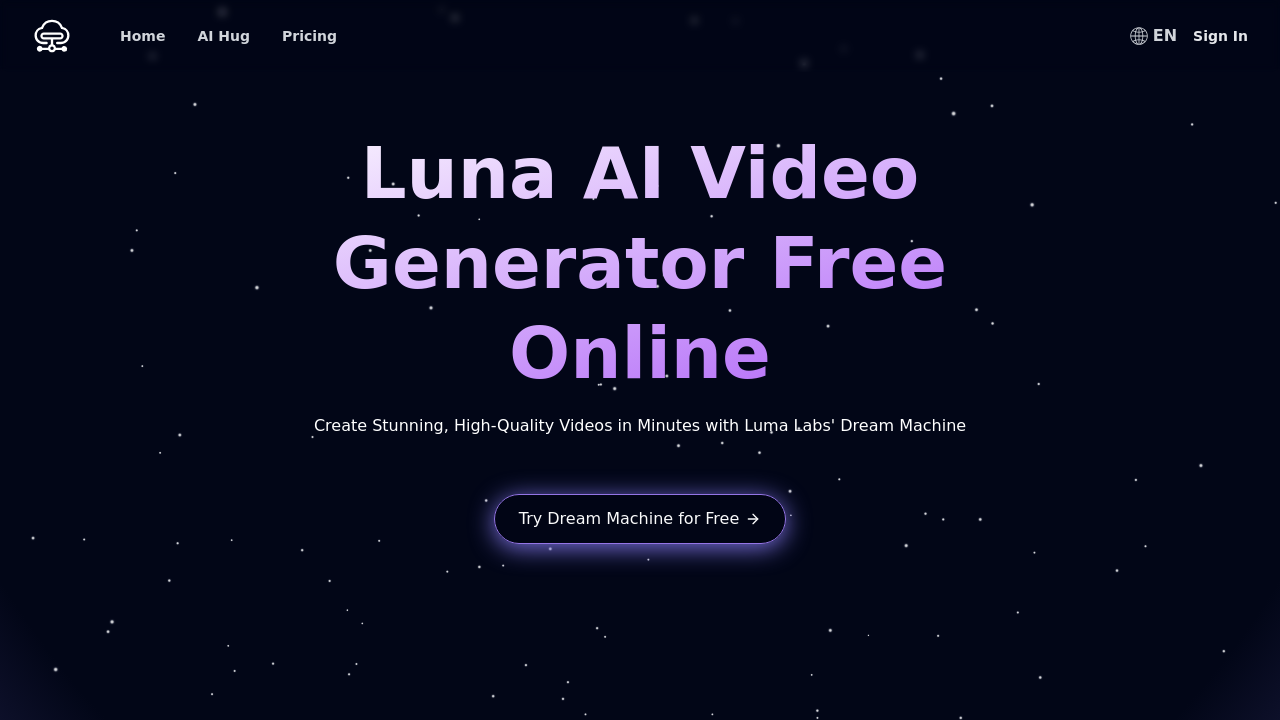 Home AI Hug Pricing EN Sign In
Luna AI Video
Generator Free
Online
Create Stunning, High-Quality Videos in Minutes with Luma Labs' Dream Machine
Try Dream Machine for Free →